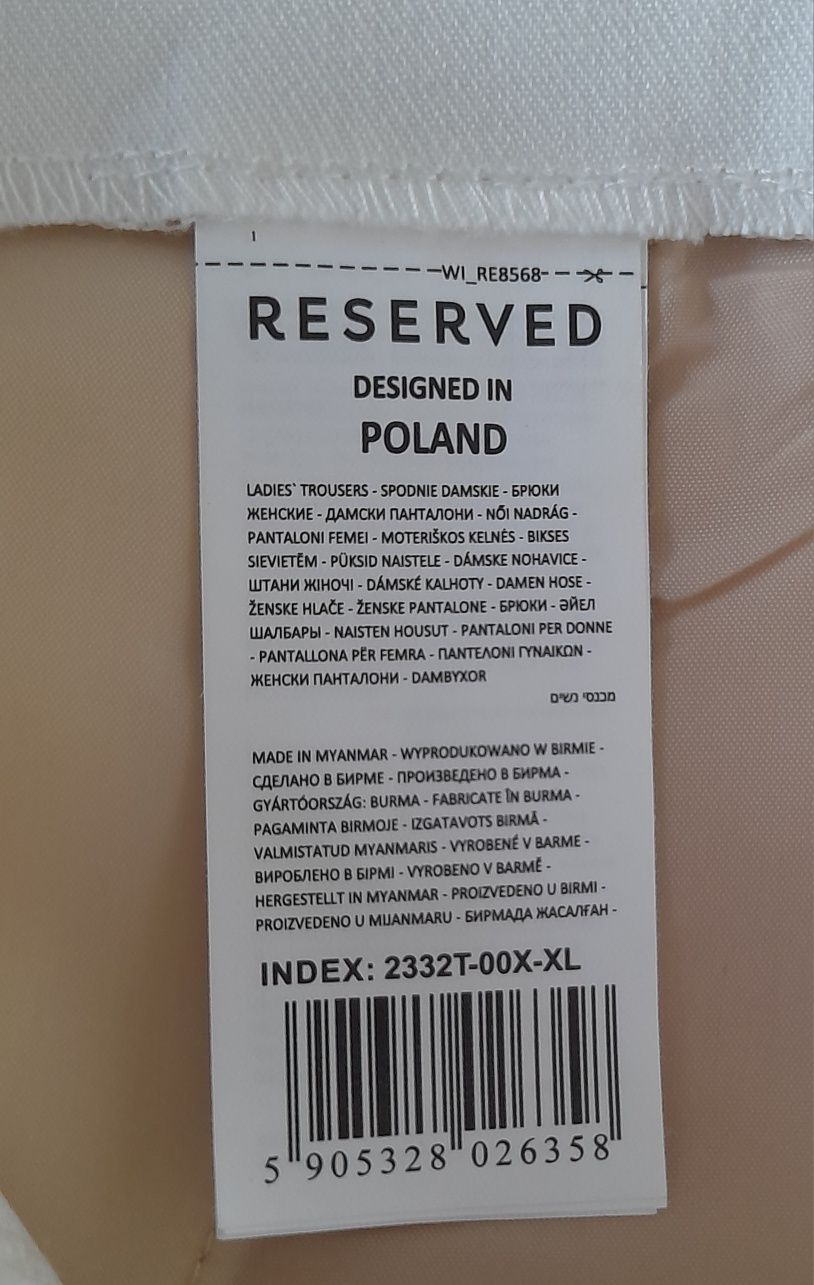 WI_RE8568
RESERVED
DESIGNED IN
POLAND
LADIES` TROUSERS - SPODNIE DAMSKIE - БРЮКИ
ЖЕНСКИЕ - ДАМСКИ ПАНТАЛОНИ - NŐI NADRÁG -
PANTALONI FEMEI - MOTERIŠKOS KELNĖS - BIKSES
SIEVIETĒM - PÜKSID NAISTELE - DÁMSKE NOHAVICE -
ШТАНИ ЖІНОЧІ - DÁMSKÉ KALHOTY - DAMEN HOSE -
ŽENSKE HLAČE - ŽENSKE PANTALONE - БРЮКИ - ӘЙЕЛ
ШАЛБАРЫ - NAISTEN HOUSUT - PANTALONI PER DONNE
- PANTALLONA PËR FEMRA - ΠΑΝΤΕΛΟΝΙ ΓΥΝΑΙΚΩΝ -
ЖЕНСКИ ПАНТАЛОНИ - DAMBYXOR
מכנסי נשים
MADE IN MYANMAR - WYPRODUKOWANO W BIRMIE -
СДЕЛАНО В БИРМЕ - ПРОИЗВЕДЕНО В БИРМА -
GYÁRTÓORSZÁG: BURMA - FABRICATE ÎN BURMA -
PAGAMINTA BIRMOJE - IZGATAVOTS BIRMĀ -
VALMISTATUD MYANMARIS - VYROBENÉ V BARME -
ВИРОБЛЕНО В БІРМІ - VYROBENO V BARMĚ -
HERGESTELLT IN MYANMAR - PROIZVEDENO U BIRMI -
PROIZVEDENO U MIJANMARU - БИРМАДА ЖАСАЛҒАН -
INDEX: 2332T-00X-XL
5 905328 026358